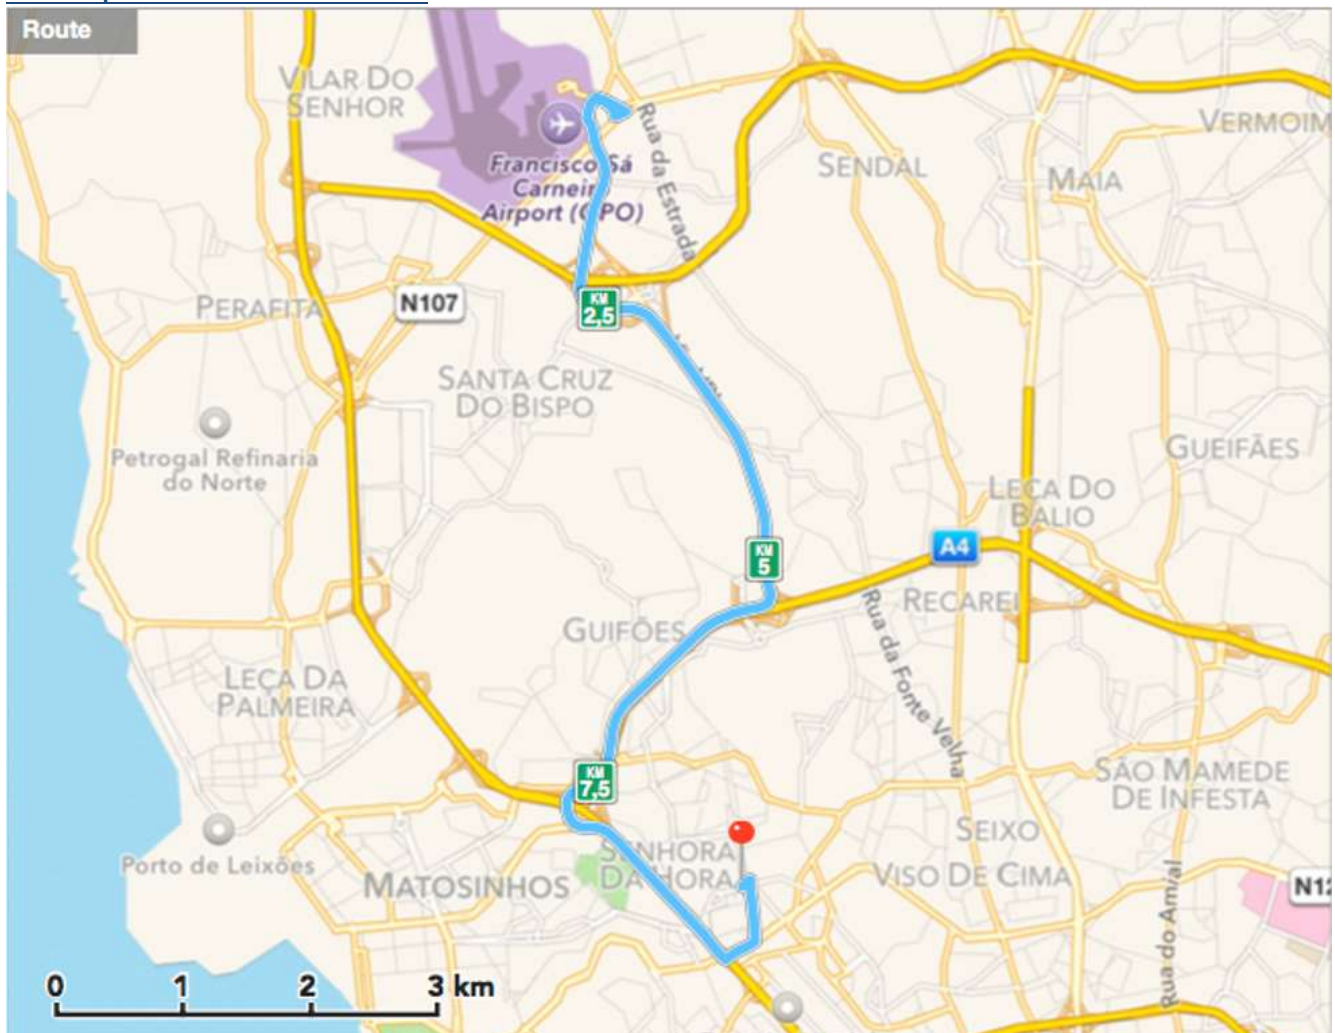 Route
VILAR DO
SENHOR
Rua da Estrada
VERMOIM
SENDAL
MAIA
Francisco Sá
Carneir
Airport (OPO)
PERAFITA
N107
KM
2,5
SANTA CRUZ
DO BISPO
GUEIFÃES
Petrogal Refinaria
do Norte
LEÇA DO
BALIO
KM
5
A4
RECAREI
GUIFÕES
Rua da Fonte Velha
LEÇA DA
PALMEIRA
KM
7,5
SÃO MAMEDE
DE INFESTA
SEIXO
SENHORA
DA HORA
Porto de Leixões
MATOSINHOS
VISO DE CIMA
Rua do Amial
N12
0 1 2 3 km